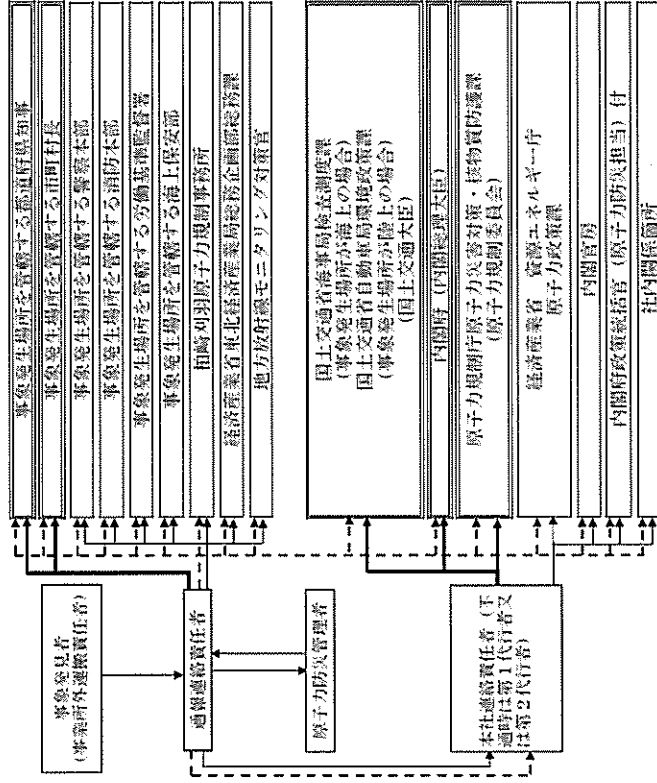 事象発見者
(事業所外運搬責任者)
通報連絡責任者
原子力防災管理者
本社連絡責任者（不
通時は第１代行者又
は第２代行者）
事象発生場所を管轄する都道府県知事
事象発生場所を管轄する市町村長
事象発生場所を管轄する警察本部
事象発生場所を管轄する消防本部
事象発生場所を管轄する労働基準監督署
事象発生場所を管轄する海上保安部
柏崎刈羽原子力規制事務所
経済産業省東北経済産業局総務企画部総務課
地方放射線モニタリング対策官
国土交通省海事局検査測度課
(事象発生場所が海上の場合)
国土交通省自動車局環境政策課
(事象発生場所が陸上の場合)
(国土交通大臣)
内閣府（内閣総理大臣）
原子力規制庁原子力災害対策・核物質防護課
(原子力規制委員会)
経済産業省　資源エネルギー庁
原子力政策課
内閣官房
内閣府政策統括官（原子力防災担当）付
社内関係箇所